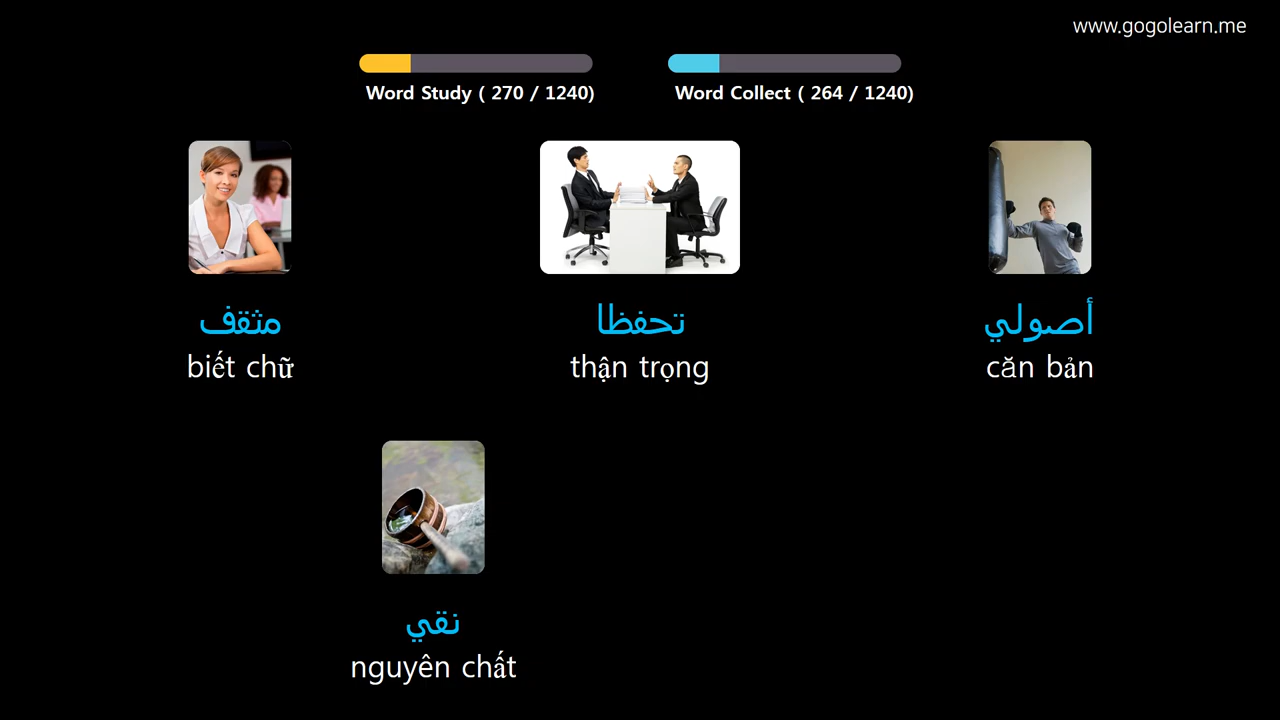 www.gogolearn.me
Word Study ( 270 / 1240)
Word Collect ( 264 / 1240)
مثقف
biết chữ
تحفظا
thận trọng
أصولي
căn bản
نقي
nguyên chất